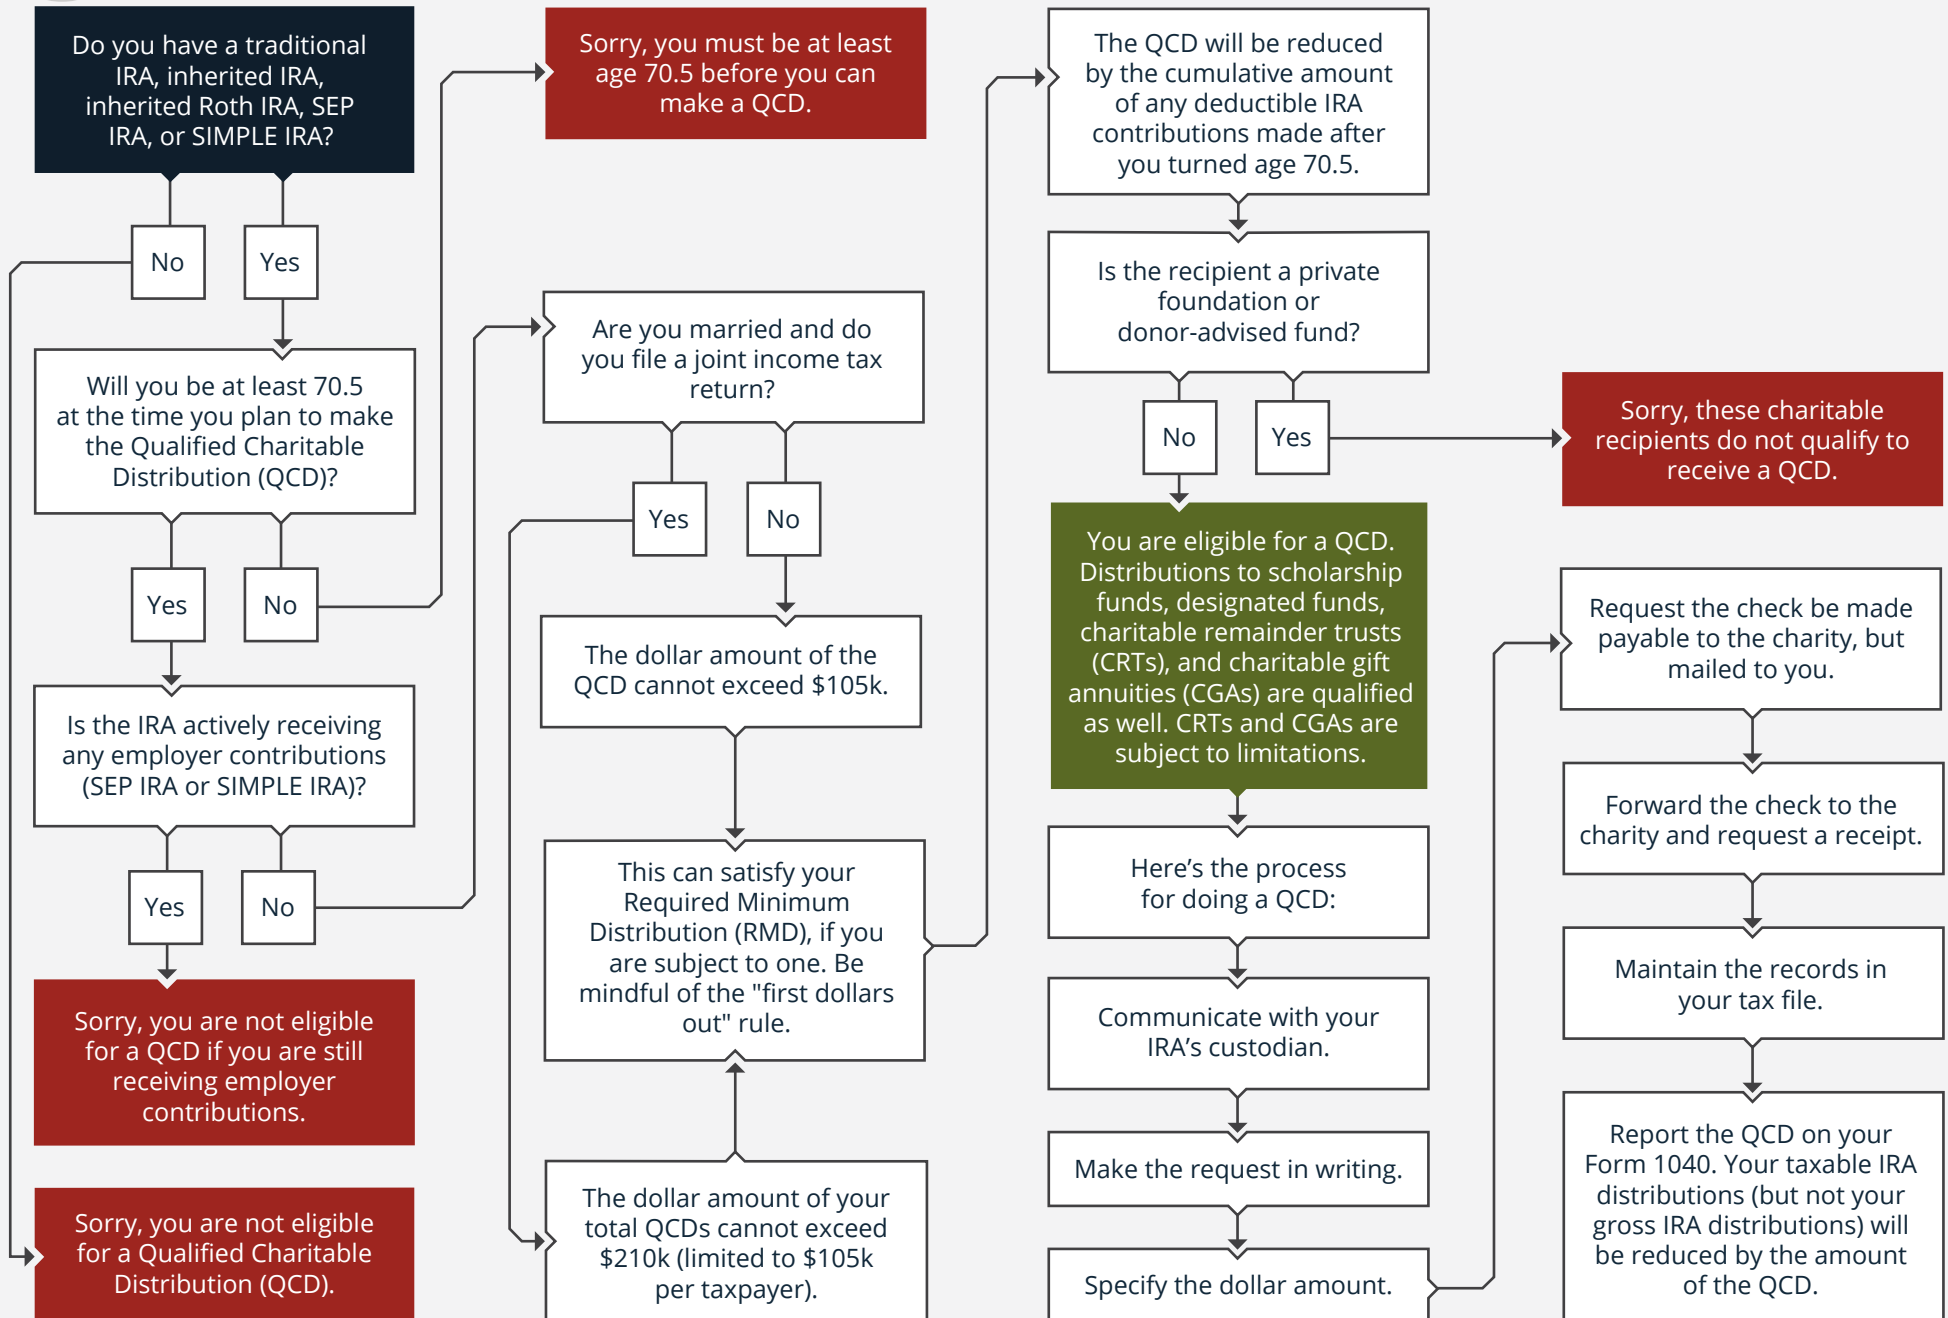 Do you have a traditional
IRA, inherited IRA,
inherited Roth IRA, SEP
IRA, or SIMPLE IRA?
No
Yes
Will you be at least 70.5
at the time you plan to make
the Qualified Charitable
Distribution (QCD)?
Yes
No
Is the IRA actively receiving
any employer contributions
(SEP IRA or SIMPLE IRA)?
Yes
No
Sorry, you are not eligible
for a QCD if you are still
receiving employer
contributions.
Sorry, you are not eligible
for a Qualified Charitable
Distribution (QCD).
Sorry, you must be at least
age 70.5 before you can
make a QCD.
Are you married and do
you file a joint income tax
return?
Yes
No
The dollar amount of the
QCD cannot exceed $105k.
This can satisfy your
Required Minimum
Distribution (RMD), if you
are subject to one. Be
mindful of the "first dollars
out" rule.
The dollar amount of your
total QCDs cannot exceed
$210k (limited to $105k
per taxpayer).
The QCD will be reduced
by the cumulative amount
of any deductible IRA
contributions made after
you turned age 70.5.
Is the recipient a private
foundation or
donor-advised fund?
No
Yes
Sorry, these charitable
recipients do not qualify to
receive a QCD.
You are eligible for a QCD.
Distributions to scholarship
funds, designated funds,
charitable remainder trusts
(CRTs), and charitable gift
annuities (CGAs) are qualified
as well. CRTs and CGAs are
subject to limitations.
Here’s the process
for doing a QCD:
Communicate with your
IRA’s custodian.
Make the request in writing.
Specify the dollar amount.
Request the check be made
payable to the charity, but
mailed to you.
Forward the check to the
charity and request a receipt.
Maintain the records in
your tax file.
Report the QCD on your
Form 1040. Your taxable IRA
distributions (but not your
gross IRA distributions) will
be reduced by the amount
of the QCD.